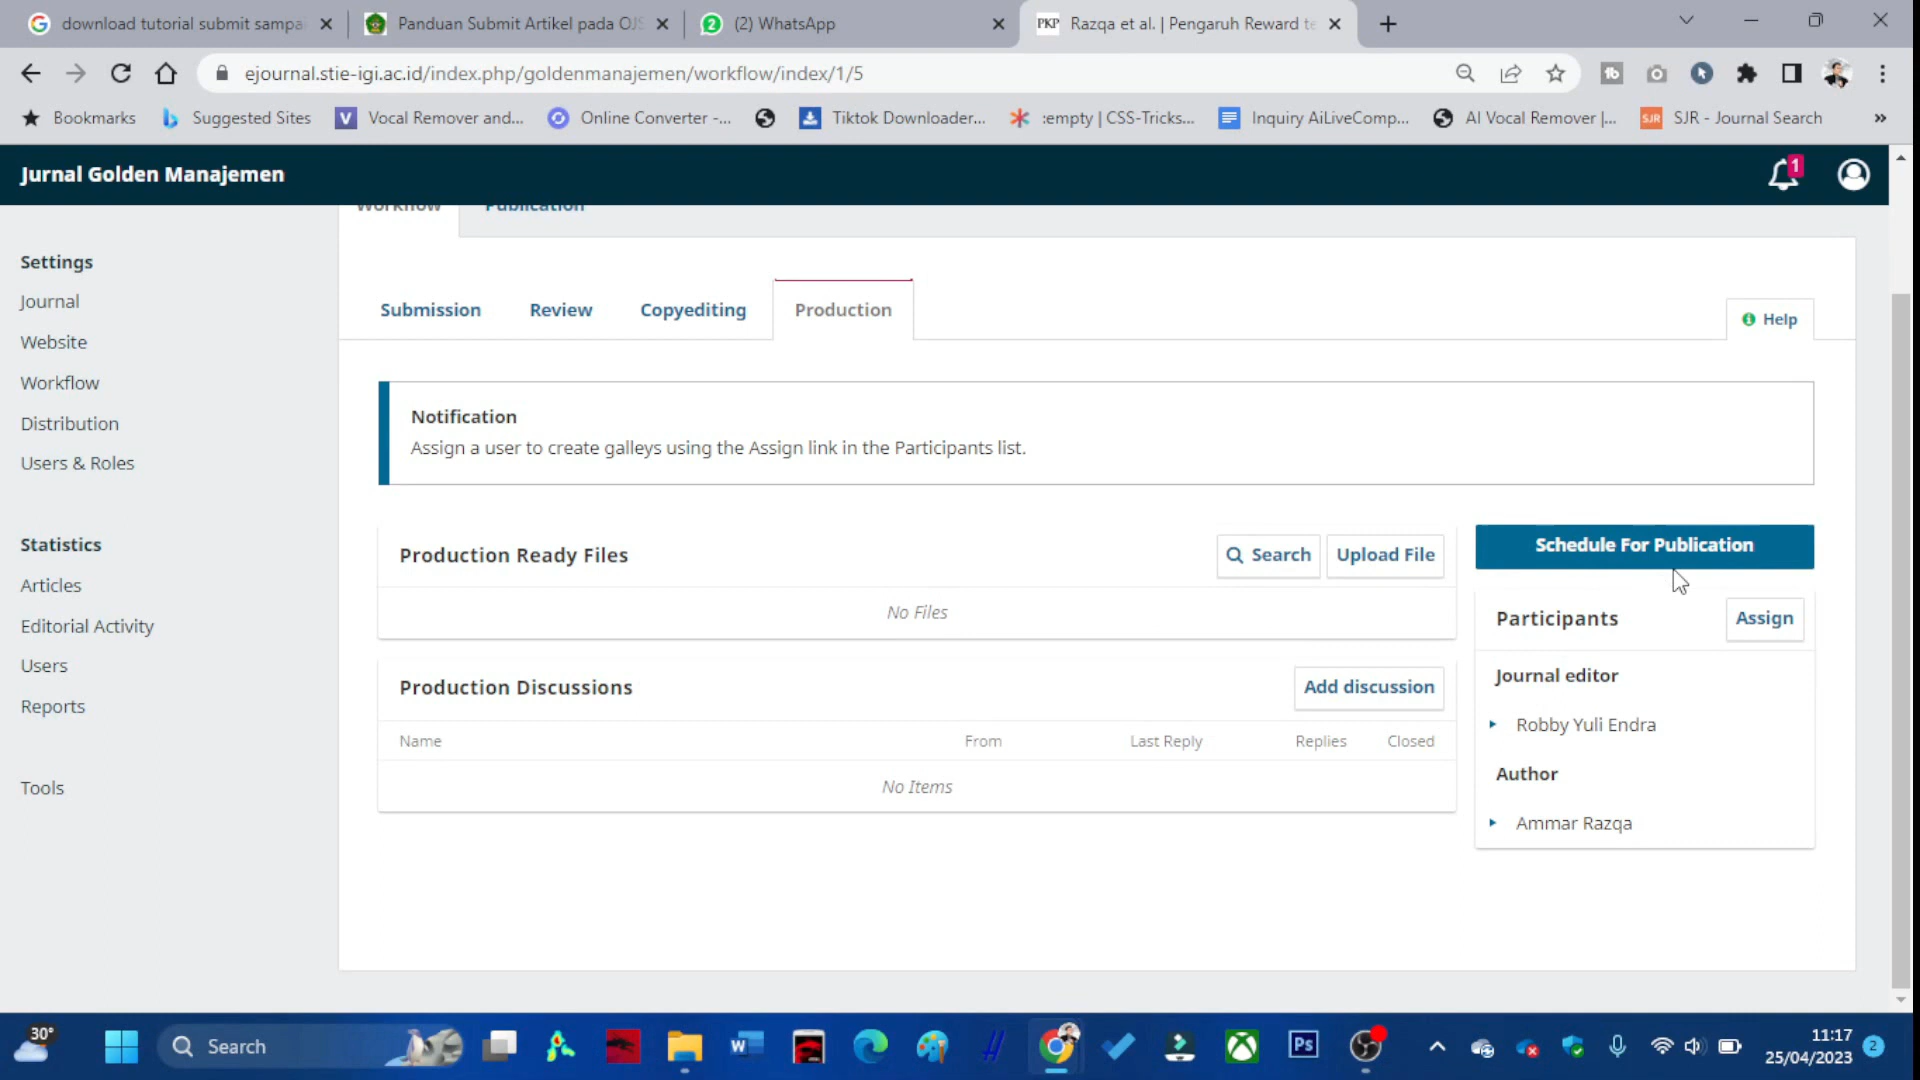 download tutorial submit sampa
Panduan Submit Artikel pada OJS
(2) WhatsApp
PKP Razqa et al. | Pengaruh Reward te
ejournal.stie-igi.ac.id/index.php/goldenmanajemen/workflow/index/1/5
Bookmarks
Suggested Sites
Vocal Remover and...
Online Converter -...
Tiktok Downloader...
:empty | CSS-Tricks...
Inquiry AiLiveComp...
AI Vocal Remover |...
SJR SJR - Journal Search
»
Jurnal Golden Manajemen
1
Workflow
Publication
Settings
Journal
Website
Workflow
Distribution
Users & Roles
Statistics
Articles
Editorial Activity
Users
Reports
Tools
Submission
Review
Copyediting
Production
Help
Notification
Assign a user to create galleys using the Assign link in the Participants list.
Production Ready Files
Search
Upload File
No Files
Production Discussions
Add discussion
Name From Last Reply Replies Closed
No Items
Schedule For Publication
Participants
Assign
Journal editor
Robby Yuli Endra
Author
Ammar Razqa
30°
Search
Ps
11:17
25/04/2023
2